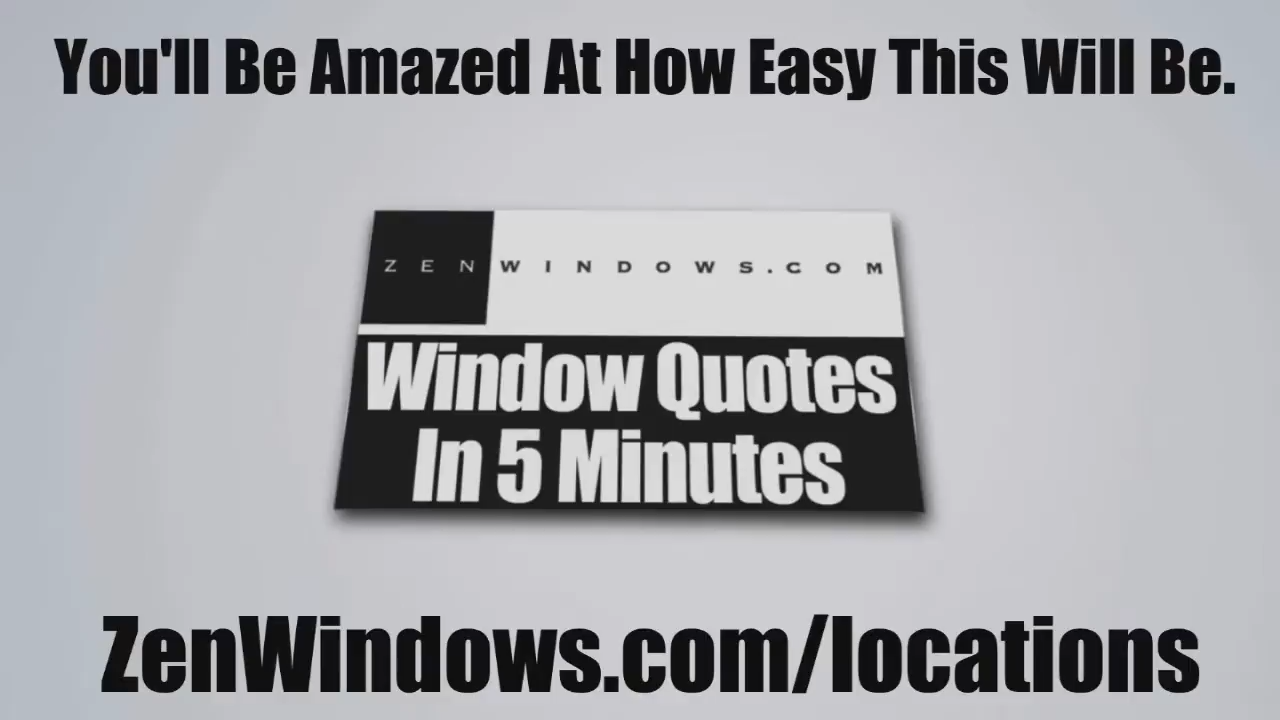 You'll Be Amazed At How Easy This Will Be.
ZENWINDOWS.COM
Window Quotes
In 5 Minutes
ZenWindows.com/locations